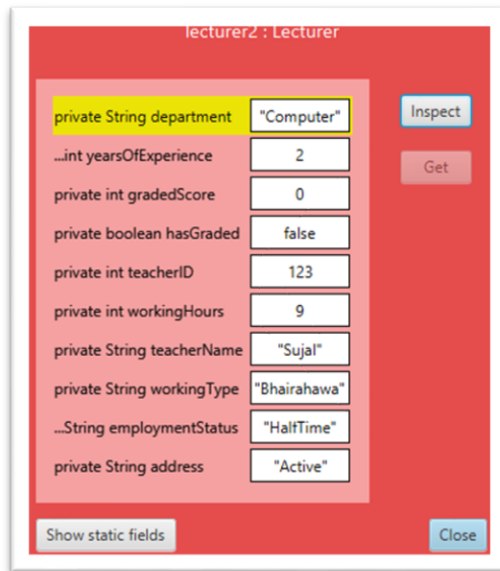 lecturer2 : Lecturer
private String department "Computer"
...int yearsOfExperience 2
private int gradedScore 0
private boolean hasGraded false
private int teacherID 123
private int workingHours 9
private String teacherName "Sujal"
private String workingType "Bhairahawa"
...String employmentStatus "HalfTime"
private String address "Active"
Inspect
Get
Show static fields
Close